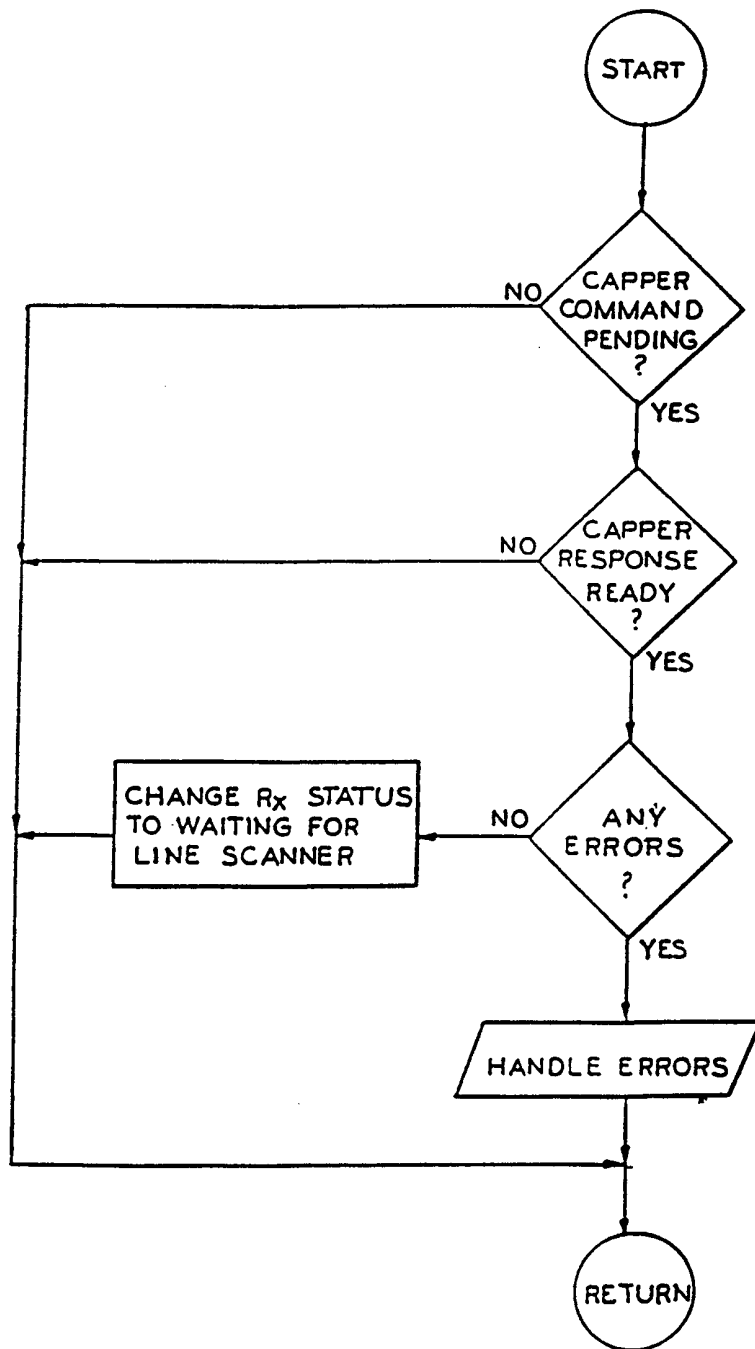 START
NO
CAPPER
COMMAND
PENDING
?
YES
NO
CAPPER
RESPONSE
READY
?
YES
CHANGE Rx STATUS
TO WAITING FOR
LINE SCANNER
NO
ANY
ERRORS
?
YES
HANDLE ERRORS
RETURN